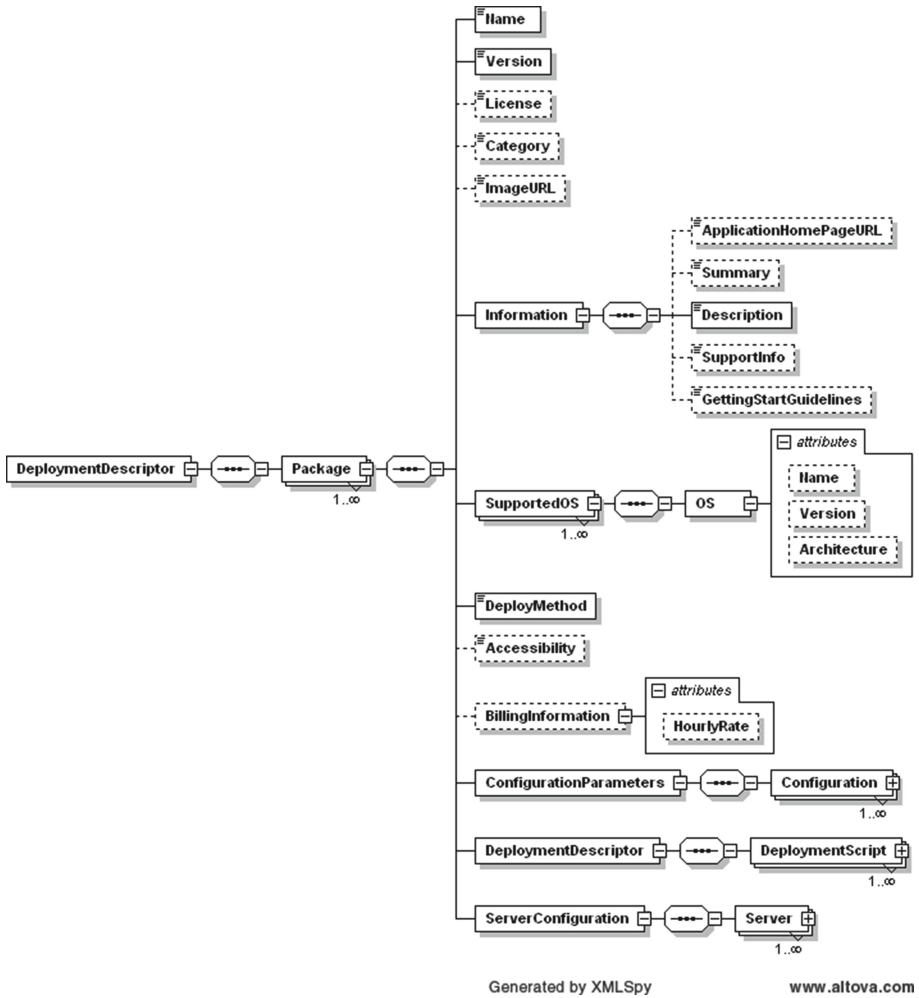 Name
Version
License
Category
ImageURL
ApplicationHomePageURL
Summary
Information
Description
SupportInfo
GettingStartGuidelines
attributes
DeploymentDescriptor
Package
Name
1..∞
SupportedOS
OS
Version
1..∞
Architecture
DeployMethod
Accessibility
attributes
BillingInformation
HourlyRate
ConfigurationParameters
Configuration
1..∞
DeploymentDescriptor
DeploymentScript
1..∞
ServerConfiguration
Server
1..∞
Generated by XMLSpy
www.altova.com